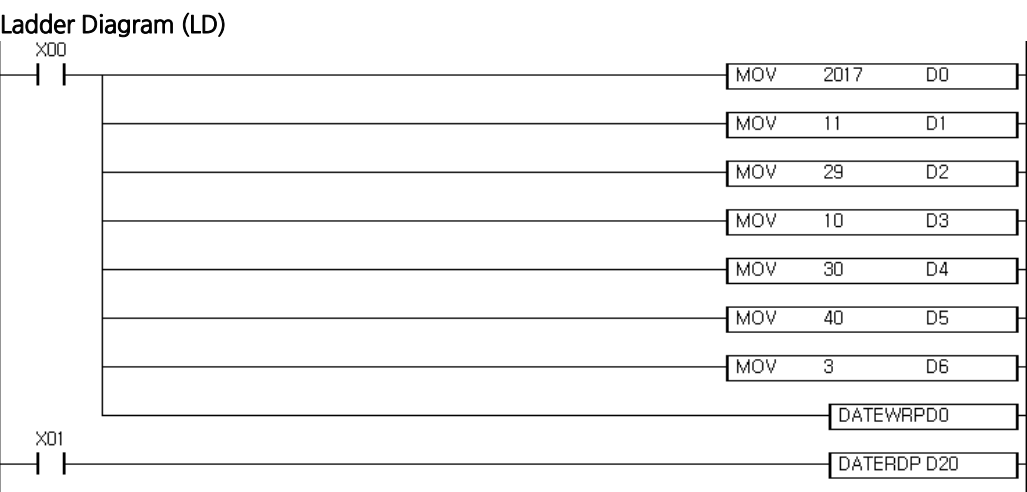 Ladder Diagram (LD)
X00
MOV 2017 D0
MOV 11 D1
MOV 29 D2
MOV 10 D3
MOV 30 D4
MOV 40 D5
MOV 3 D6
DATEWRPD0
X01
DATERDP D20